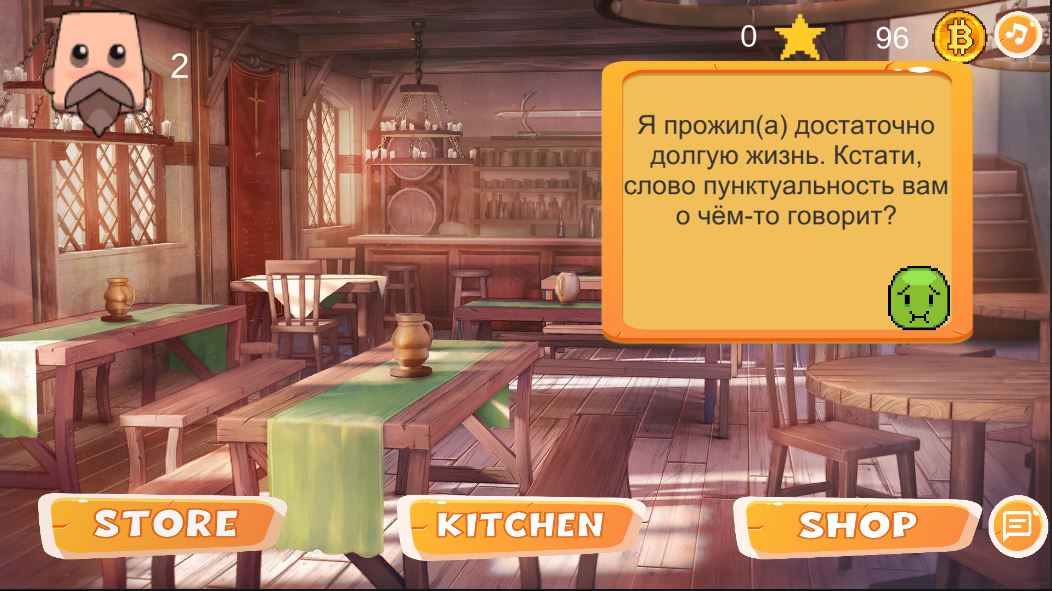 2
0
96
Я прожил(а) достаточно
долгую жизнь. Кстати,
слово пунктуальность вам
о чём-то говорит?
STORE
KITCHEN
SHOP